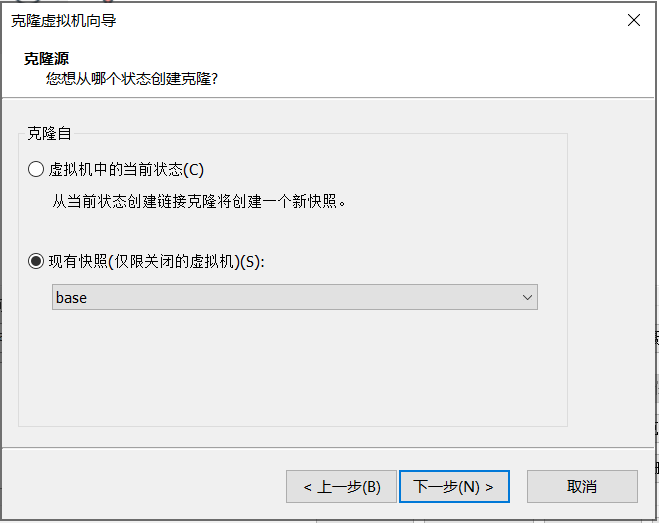 克隆虚拟机向导
克隆源
您想从哪个状态创建克隆?
克隆自
虚拟机中的当前状态(C)
从当前状态创建链接克隆将创建一个新快照。
现有快照(仅限关闭的虚拟机)(S):
base
< 上一步(B)
下一步(N) >
取消